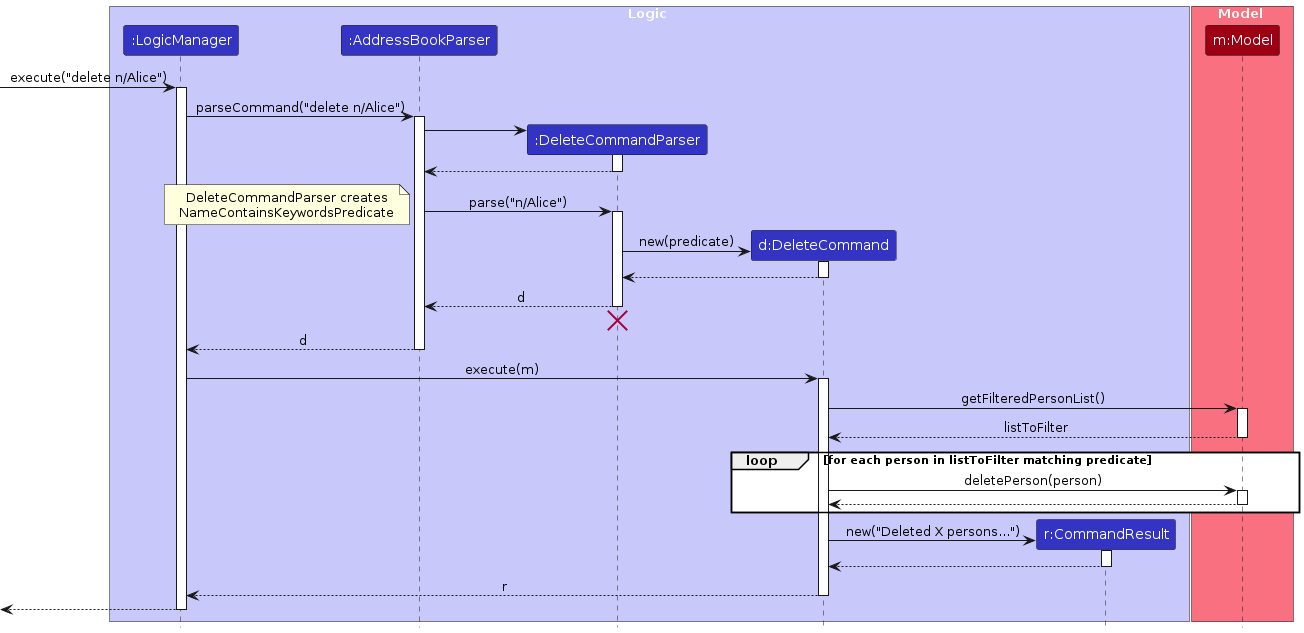 Logic
Model
:LogicManager
:AddressBookParser
m:Model
execute("delete n/Alice")
parseCommand("delete n/Alice")
:DeleteCommandParser
DeleteCommandParser creates
NameContainsKeywordsPredicate
parse("n/Alice")
new(predicate)
d:DeleteCommand
d
d
execute(m)
getFilteredPersonList()
listToFilter
loop
[for each person in listToFilter matching predicate]
deletePerson(person)
new("Deleted X persons...")
r:CommandResult
r